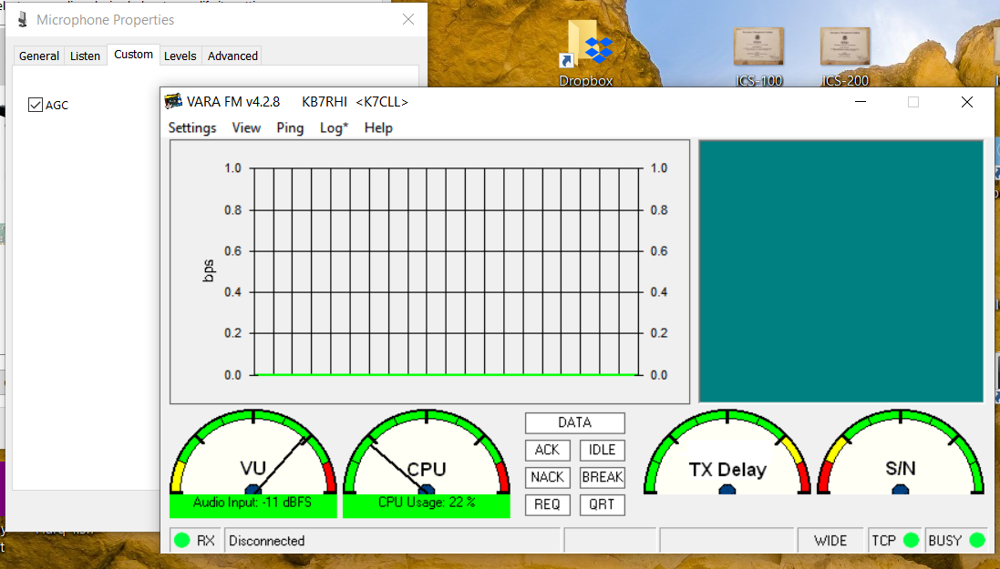 Microphone Properties
General Listen Custom Levels Advanced
AGC
Dropbox
ICS-100
ICS-200
VARA FM v4.2.8 KB7RHI <K7CLL>
Settings View Ping Log* Help
1.0 1.0
0.8 0.8
0.6 0.6
0.4 0.4
0.2 0.2
0.0 0.0
bps
VU
Audio Input: -11 dBFS
CPU
CPU Usage: 22 %
DATA
ACK IDLE
NACK BREAK
REQ QRT
TX Delay
S/N
RX Disconnected WIDE TCP BUSY